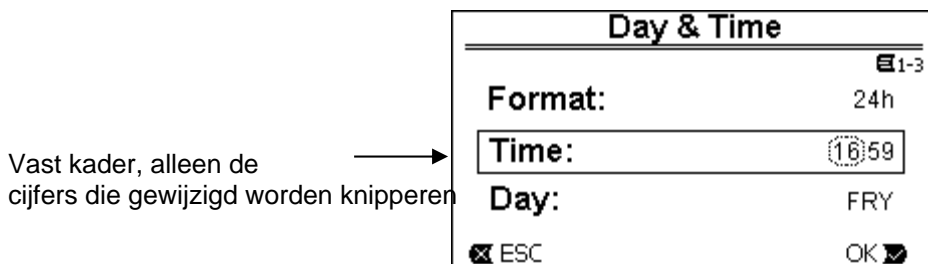 Day & Time
1-3
Format: 24h
Vast kader, alleen de
cijfers die gewijzigd worden knipperen
Time: 16:59
Day: FRY
ESC OK